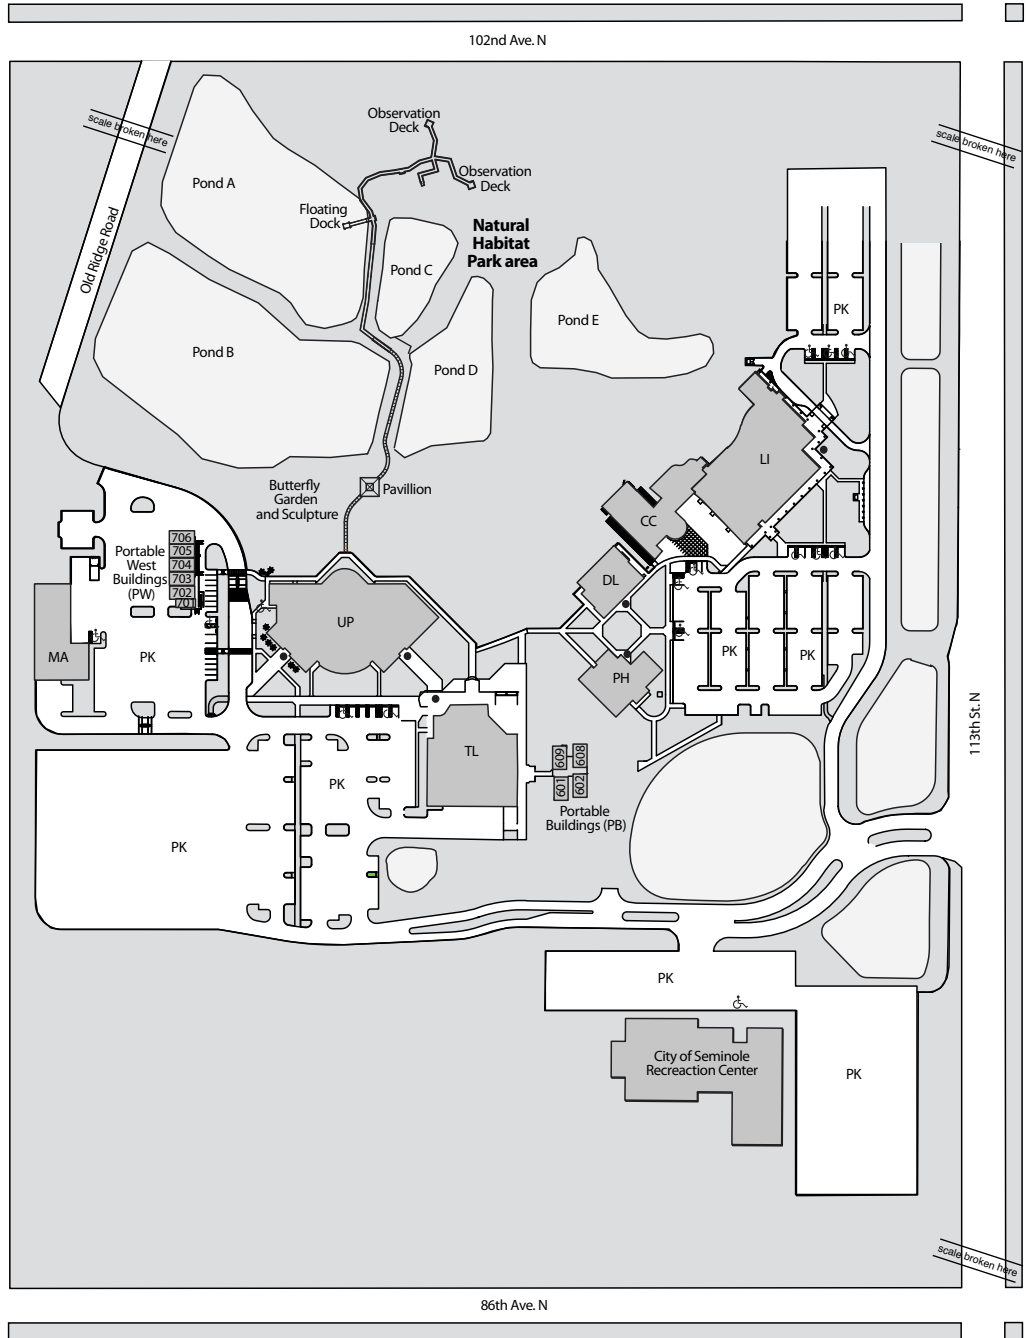 102nd Ave. N
scale broken here
scale broken here
Observation
Deck
Pond A
Observation
Deck
Floating
Dock
Natural
Habitat
Park area
Old Ridge Road
Pond C
PK
Pond E
Pond B
Pond D
LI
Butterfly
Garden
and Sculpture
Pavillion
CC
706
705
704
703
702
701
Portable
West
Buildings
(PW)
DL
UP
MA
PK
PK
PK
PH
113th St. N
TL
609
608
601
602
PK
Portable
Buildings (PB)
PK
PK
City of Seminole
Recreaction Center
PK
scale broken here
86th Ave. N